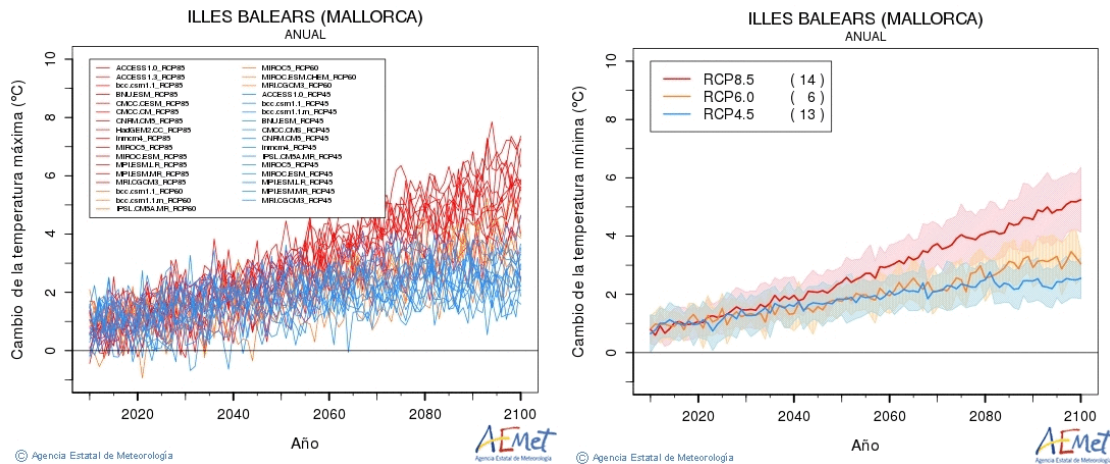 ILLES BALEARS (MALLORCA)
ANUAL
Cambio de la temperatura máxima (ºC)
10
8
6
4
2
0
ACCESS1.0_RCP85
ACCESS1.3_RCP85
bcc.csm1.1_RCP85
BNU.ESM_RCP85
CMCC.CESM_RCP85
CMCC.CM_RCP85
CNRM.CM5_RCP85
HadGEM2.CC_RCP85
inmcm4_RCP85
MIROC5_RCP85
MIROC.ESM_RCP85
MPI.ESM.LR_RCP85
MPI.ESM.MR_RCP85
MRI.CGCM3_RCP85
bcc.csm1.1_RCP60
bcc.csm1.1.m_RCP60
IPSL.CM5A.MR_RCP60
MIROC5_RCP60
MIROC.ESM.CHEM_RCP60
MRI.CGCM3_RCP60
ACCESS1.0_RCP45
bcc.csm1.1_RCP45
bcc.csm1.1.m_RCP45
BNU.ESM_RCP45
CMCC.CMS_RCP45
CNRM.CM5_RCP45
inmcm4_RCP45
IPSL.CM5A.MR_RCP45
MIROC5_RCP45
MIROC.ESM_RCP45
MPI.ESM.LR_RCP45
MPI.ESM.MR_RCP45
MRI.CGCM3_RCP45
2020 2040 2060 2080 2100
Año
© Agencia Estatal de Meteorología
AEMet
Agencia Estatal de Meteorología
ILLES BALEARS (MALLORCA)
ANUAL
Cambio de la temperatura mínima (ºC)
10
8
6
4
2
0
RCP8.5 ( 14 )
RCP6.0 ( 6 )
RCP4.5 ( 13 )
2020 2040 2060 2080 2100
Año
© Agencia Estatal de Meteorología
AEMet
Agencia Estatal de Meteorología